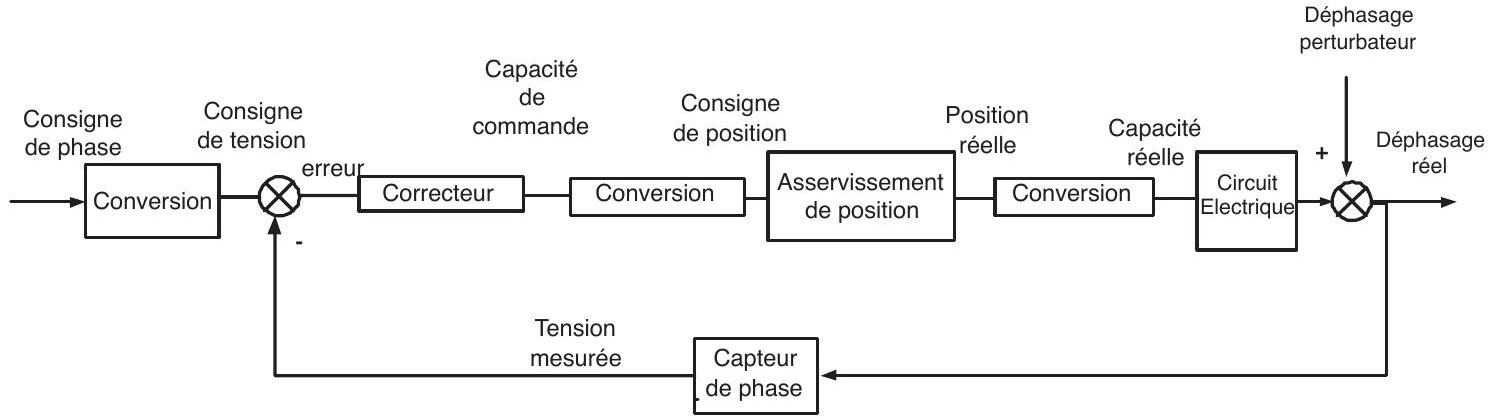 Déphasage
perturbateur
Capacité
de
commande
Consigne
de phase
Consigne
de tension
Consigne
de position
Position
réelle
Capacité
réelle
Déphasage
réel
+
erreur
Conversion
Correcteur
Conversion
Asservissement
de position
Conversion
Circuit
Electrique
-
Tension
mesurée
Capteur
de phase